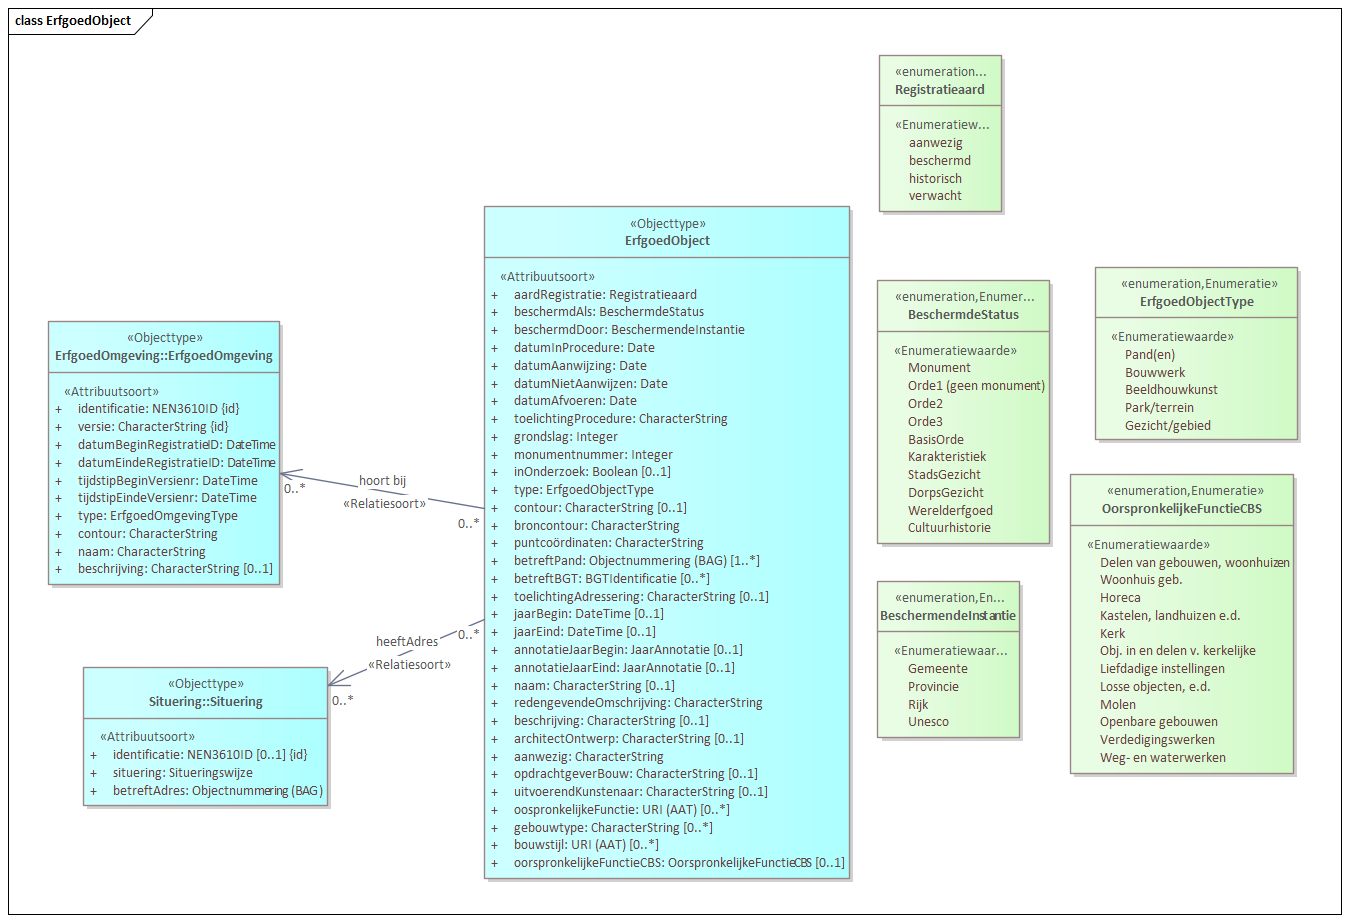 class ErfgoedObject
«enumeration...
Registratieaard
«Enumeratiew...
aanwezig
beschermd
historisch
verwacht
«Objecttype»
ErfgoedObject
«Attribuutsoort»
+ aardRegistratie: Registratieaard
+ beschermdAls: BeschermdeStatus
+ beschermdDoor: BeschermendeInstantie
+ datumInProcedure: Date
+ datumAanwijzing: Date
+ datumNietAanwijzen: Date
+ datumAfvoeren: Date
+ toelichtingProcedure: CharacterString
+ grondslag: Integer
+ monumentnummer: Integer
+ inOnderzoek: Boolean [0..1]
+ type: ErfgoedObjectType
+ contour: CharacterString [0..1]
+ broncontour: CharacterString
+ puntcoördinaten: CharacterString
+ betreftPand: Objectnummering (BAG) [1..*]
+ betreftBGT: BGTIdentificatie [0..*]
+ toelichtingAdressering: CharacterString [0..1]
+ jaarBegin: DateTime [0..1]
+ jaarEind: DateTime [0..1]
+ annotatieJaarBegin: JaarAnnotatie [0..1]
+ annotatieJaarEind: JaarAnnotatie [0..1]
+ naam: CharacterString [0..1]
+ redengevendeOmschrijving: CharacterString
+ beschrijving: CharacterString [0..1]
+ architectOntwerp: CharacterString [0..1]
+ aanwezig: CharacterString
+ opdrachtgeverBouw: CharacterString [0..1]
+ uitvoerendKunstenaar: CharacterString [0..1]
+ oospronkelijkeFunctie: URI (AAT) [0..*]
+ gebouwtype: CharacterString [0..*]
+ bouwstijl: URI (AAT) [0..*]
+ oorspronkelijkeFunctieCBS: OorspronkelijkeFunctieCBS [0..1]
«Objecttype»
ErfgoedOmgeving::ErfgoedOmgeving
«Attribuutsoort»
+ identificatie: NEN3610ID {id}
+ versie: CharacterString {id}
+ datumBeginRegistratieID: DateTime
+ datumEindeRegistratieID: DateTime
+ tijdstipBeginVersienr: DateTime
+ tijdstipEindeVersienr: DateTime
+ type: ErfgoedOmgevingType
+ contour: CharacterString
+ naam: CharacterString
+ beschrijving: CharacterString [0..1]
hoort bij
0..*
«Relatiesoort»
0..*
heeftAdres
0..*
«Relatiesoort»
0..*
«Objecttype»
Situering::Situering
«Attribuutsoort»
+ identificatie: NEN3610ID [0..1] {id}
+ situering: Situeringswijze
+ betreftAdres: Objectnummering (BAG)
«enumeration,Enumer...
BeschermdeStatus
«Enumeratiewaarde»
Monument
Orde1 (geen monument)
Orde2
Orde3
BasisOrde
Karakteristiek
StadsGezicht
DorpsGezicht
Werelderfgoed
Cultuurhistorie
«enumeration,En...
BeschermendeInstantie
«Enumeratiewaar...
Gemeente
Provincie
Rijk
Unesco
«enumeration,Enumeratie»
ErfgoedObjectType
«Enumeratiewaarde»
Pand(en)
Bouwwerk
Beeldhouwkunst
Park/terrein
Gezicht/gebied
«enumeration,Enumeratie»
OorspronkelijkeFunctieCBS
«Enumeratiewaarde»
Delen van gebouwen, woonhuizen
Woonhuis geb.
Horeca
Kastelen, landhuizen e.d.
Kerk
Obj. in en delen v. kerkelijke
Liefdadige instellingen
Losse objecten, e.d.
Molen
Openbare gebouwen
Verdedigingswerken
Weg- en waterwerken